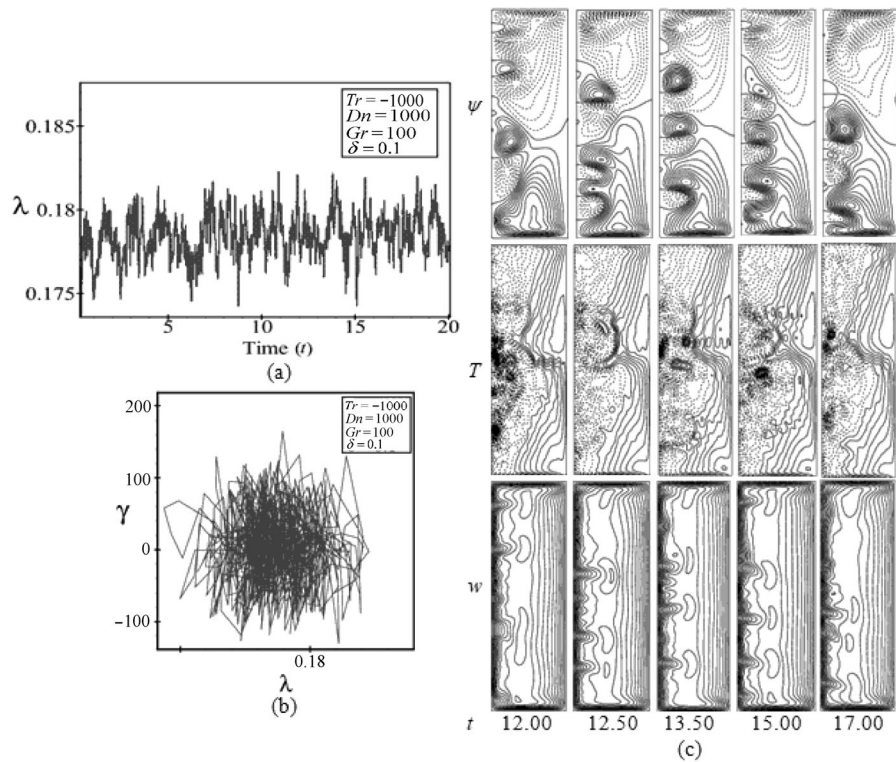 0.185
λ 0.18
0.175
Tr = −1000
Dn = 1000
Gr = 100
δ = 0.1
5 10 15 20
Time (t)
(a)
200
100
γ
0
−100
Tr = −1000
Dn = 1000
Gr = 100
δ = 0.1
0.18
λ
(b)
ψ
T
w
t 12.00 12.50 13.50 15.00 17.00
(c)